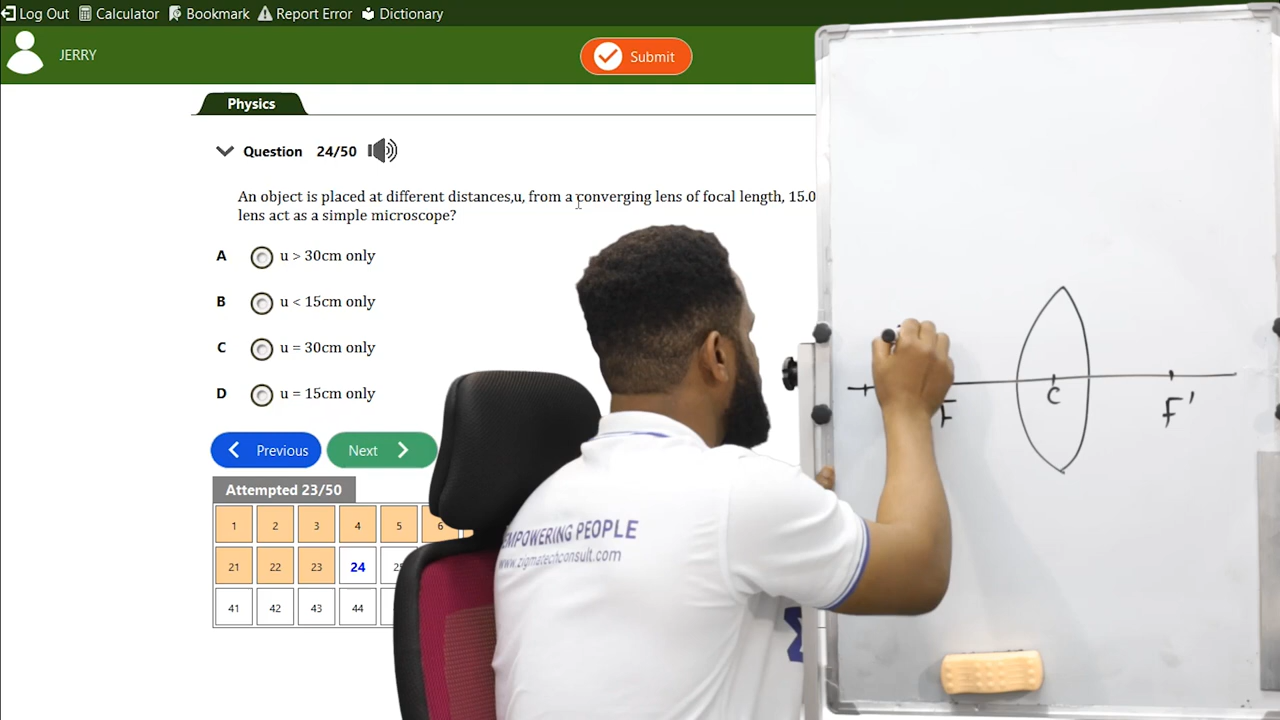 Log Out Calculator Bookmark Report Error Dictionary
JERRY
Submit
Physics
Question 24/50
An object is placed at different distances,u, from a converging lens of focal length, 15.0
lens act as a simple microscope?
A u > 30cm only
B u < 15cm only
C u = 30cm only
D u = 15cm only
Previous Next
Attempted 23/50
1 2 3 4 5 6
21 22 23 24
41 42 43 44
EMPOWERING PEOPLE
www.zigmatechconsult.com
F C F'